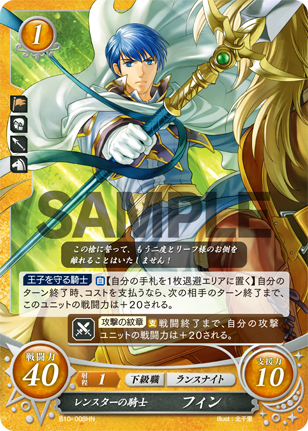 1
SAMPLE
この槍に誓って、もう二度とリーフ様のお側を
離れることはいたしません!
王子を守る騎士 自 【自分の手札を1枚退避エリアに置く】自分の
ターン終了時、コストを支払うなら、次の相手のターン終了まで、
このユニットの戦闘力は+20される。
攻撃の紋章 支 戦闘終了まで、自分の攻撃
ユニットの戦闘力は+20される。
戦闘力
40
射程 1 下級職 ランスナイト
支援力
10
レンスターの騎士 フィン
B10-008HN
Illust:北千里